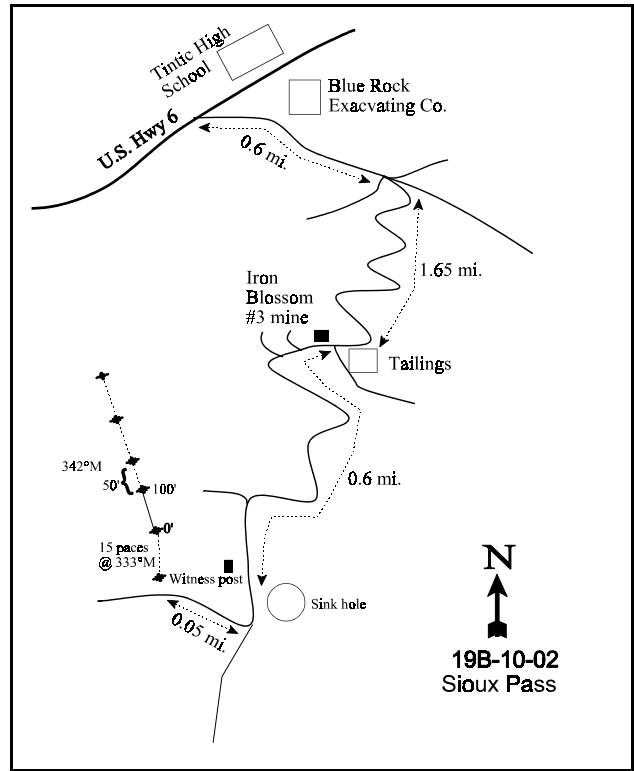 Tintic High
School
Blue Rock
Exacvating Co.
U.S. Hwy 6
0.6 mi.
1.65 mi.
Iron
Blossom
#3 mine
Tailings
342°M
50'
100'
0.6 mi.
0'
15 paces
@ 333°M
Witness post
Sink hole
0.05 mi.
N
19B-10-02
Sioux Pass